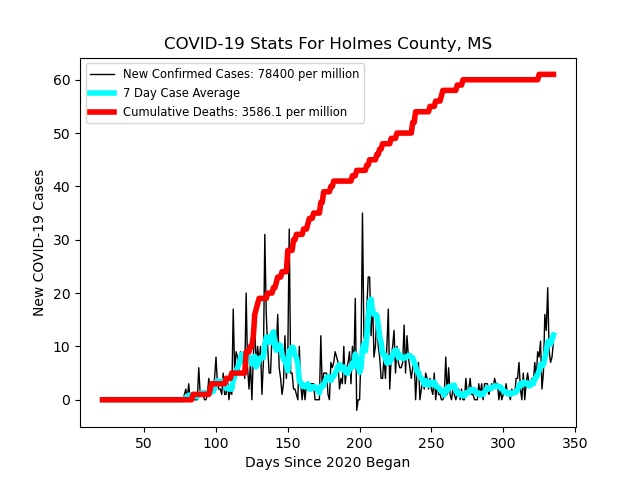 COVID-19 Stats For Holmes County, MS
New Confirmed Cases: 78400 per million
7 Day Case Average
Cumulative Deaths: 3586.1 per million
New COVID-19 Cases
60
50
40
30
20
10
0
50 100 150 200 250 300 350
Days Since 2020 Began